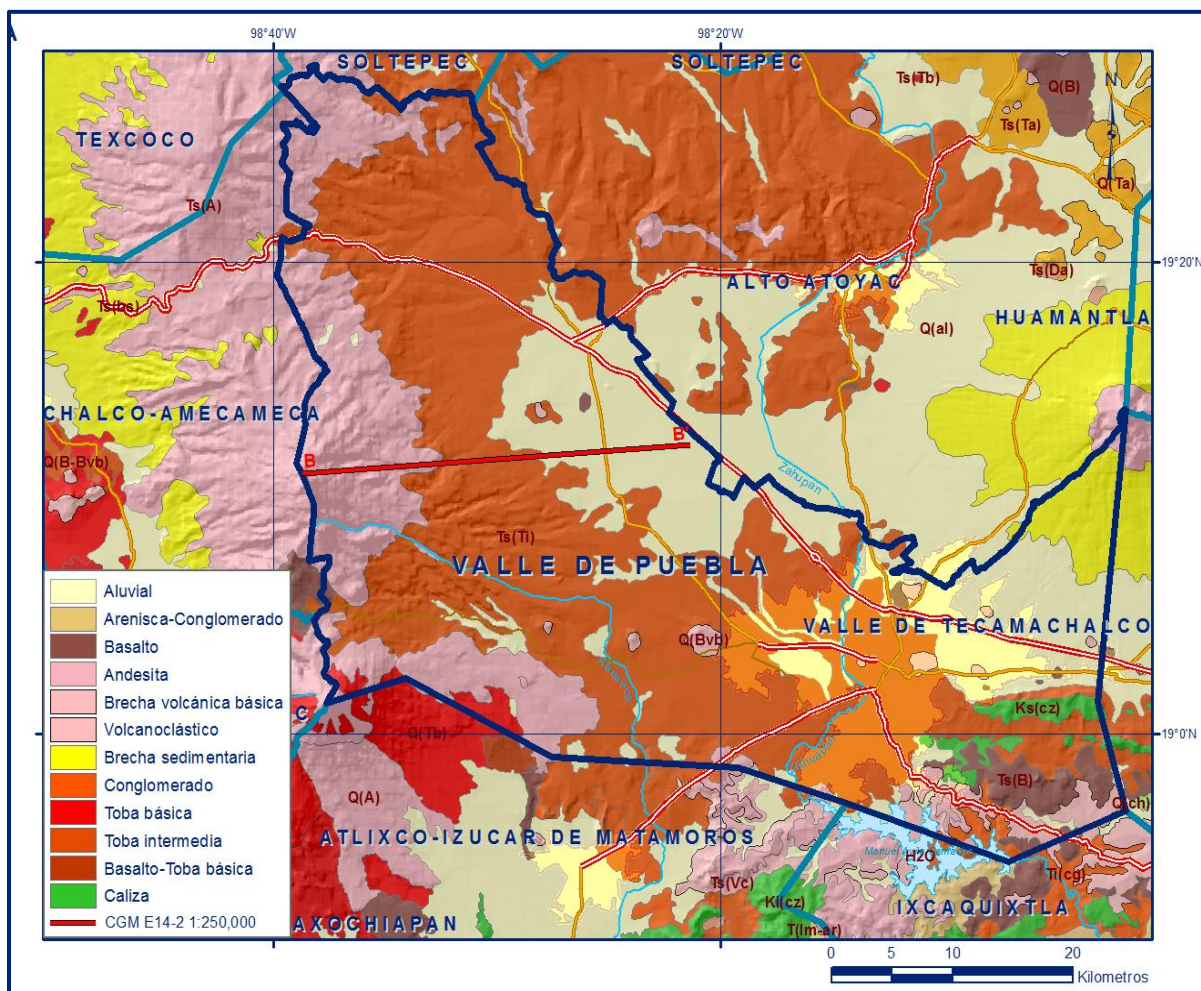 98°40'W
98°20'W
SOLTEPEC
SOLTEPEC
Ts(Tb)
Q(B)
N
TEXCOCO
Ts(Ta)
Q(Ta)
Ts(A)
19°20'N
ALTO ATOYAC
Ts(Da)
Ts(bs)
Q(al)
HUAMANTLA
CHALCO-AMECAMECA
B
B'
Q(B-Bvb)
Zahupan
Ts(Ti)
VALLE DE PUEBLA
VALLE DE TECAMACHALCO
Q(Bvb)
C
Ks(cz)
19°0'N
Q(Tb)
Ts(B)
Q(A)
Q(ch)
ATLIXCO-IZUCAR DE MATAMOROS
Manuel
H2O
Ts(Vc)
Ti(cg)
Ki(cz)
IXCAQUIXTLA
AXOCHIAPAN
T(lm-ar)
Aluvial
Arenisca-Conglomerado
Basalto
Andesita
Brecha volcánica básica
Volcanoclástico
Brecha sedimentaria
Conglomerado
Toba básica
Toba intermedia
Basalto-Toba básica
Caliza
CGM E14-2 1:250,000
0 5 10 20
Kilometros